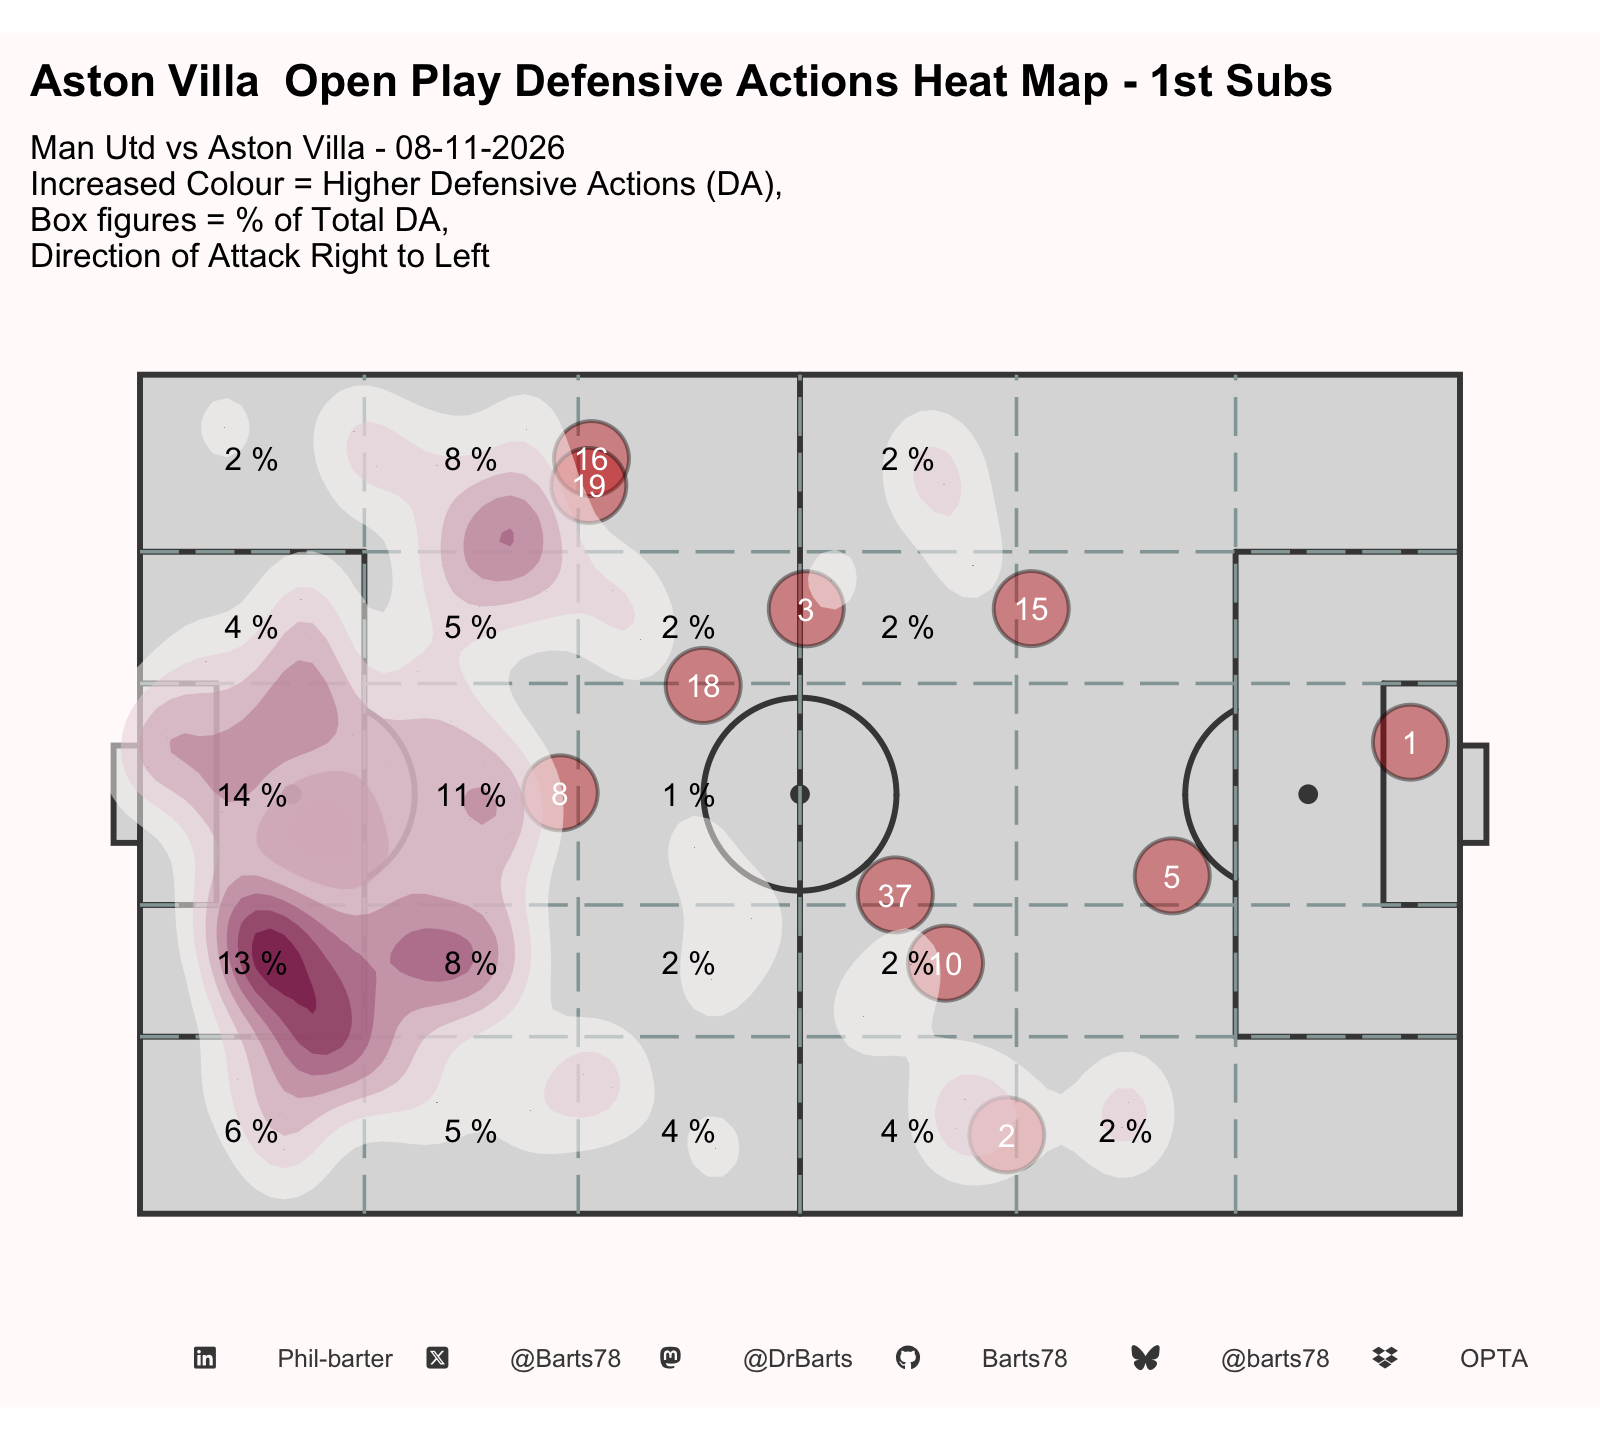 Aston Villa  Open Play Defensive Actions Heat Map - 1st Subs
Man Utd vs Aston Villa - 08-11-2026
Increased Colour = Higher Defensive Actions (DA),
Box figures = % of Total DA,
Direction of Attack Right to Left
2 % 8 % 16 2 %
19
3 15
4 % 5 % 2 % 2 %
18
1
14 % 11 % 8 1 %
5
37
13 % 8 % 2 % 2 % 10
6 % 5 % 4 % 4 % 2 2 %
Phil-barter @Barts78 @DrBarts Barts78 @barts78 OPTA